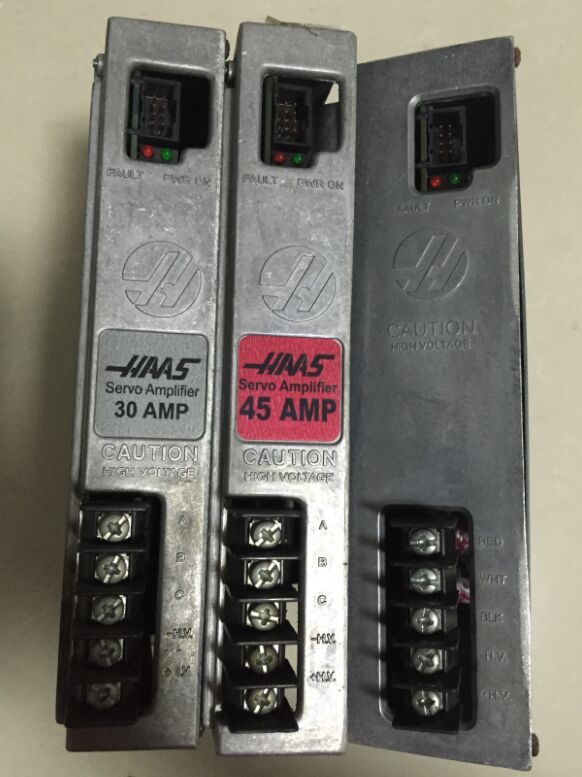 FAULT PWR ON
HAAS
Servo Amplifier
30 AMP
CAUTION
HIGH VOLTAGE
A
B
C
-H.V.
FAULT PWR ON
HAAS
Servo Amplifier
45 AMP
CAUTION
HIGH VOLTAGE
A
B
C
-H.V.
+H.V.
FAULT PWR ON
CAUTION
HIGH VOLTAGE
RED
WHT
BLK
-H.V.
+H.V.